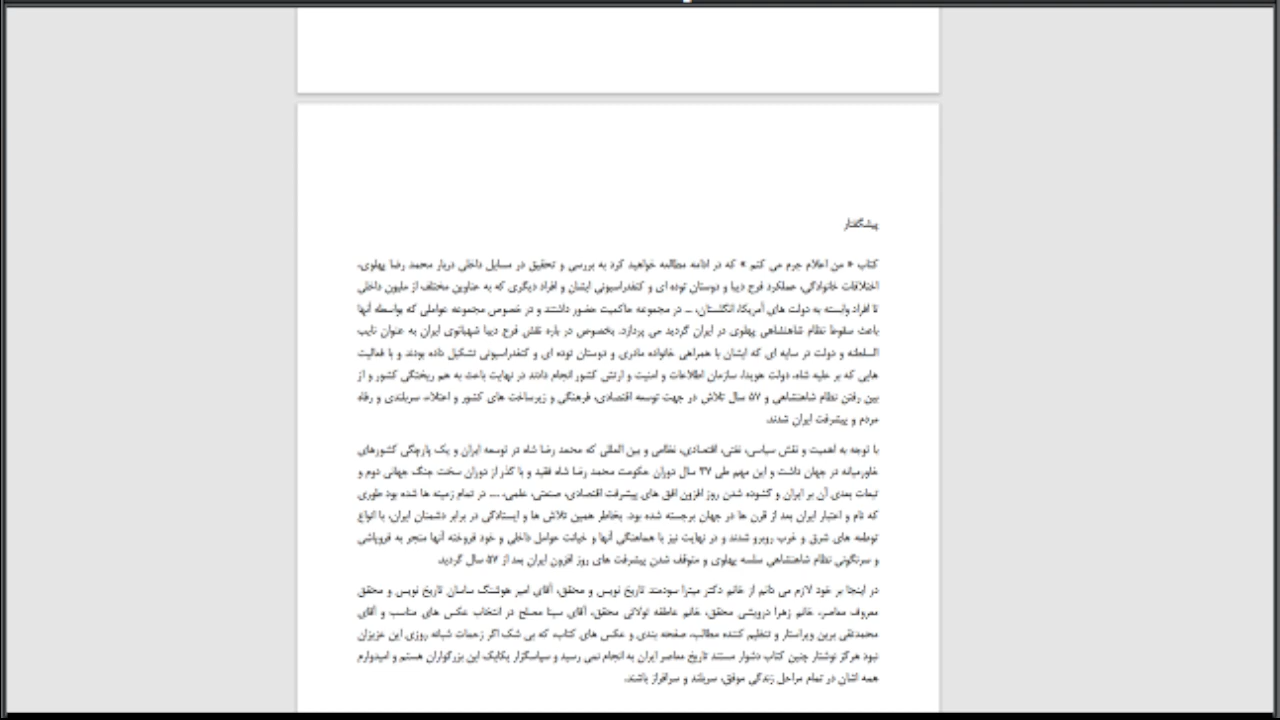 پیشگفتار
کتاب « من اعلام جرم می کنم » که در ادامه مطالعه خواهید کرد به بررسی و تحقیق در مسایل داخلی دربار محمد رضا پهلوی،
اختلافات خانوادگی، عملکرد فرح دیبا و دوستان توده ای و کنفدراسیونی ایشان و افراد دیگری که به عناوین مختلف از ملیون داخلی
تا افراد وابسته به دولت های آمریکا، انگلستان، ... در مجموعه حاکمیت حضور داشتند و در خصوص مجموعه عواملی که بواسطه آنها
باعث سقوط نظام شاهنشاهی پهلوی در ایران گردید می پردازد. بخصوص در باره نقش فرح دیبا شهبانوی ایران به عنوان نایب
السلطنه و دولت در سایه ای که ایشان با همراهی خانواده مادری و دوستان توده ای و کنفدراسیونی تشکیل داده بودند و با فعالیت
هایی که بر علیه شاه، دولت هویدا، سازمان اطلاعات و امنیت و ارتش کشور انجام دادند در نهایت باعث به هم ریختگی کشور و از
بین رفتن نظام شاهنشاهی و ۵۷ سال تلاش در جهت توسعه اقتصادی، فرهنگی و زیرساخت های کشور و اعتلاء، سربلندی و رفاه
مردم و پیشرفت ایران شدند.
با توجه به اهمیت و نقش سیاسی، نفتی، اقتصادی، نظامی و بین المللی که محمد رضا شاه در توسعه ایران و یک پارچگی کشورهای
خاورمیانه در جهان داشت و این مهم طی ۳۷ سال دوران حکومت محمد رضا شاه فقید و با گذر از دوران سخت جنگ جهانی دوم و
تبعات بعدی آن بر ایران و گشوده شدن روز افزون افق های پیشرفت اقتصادی، صنعتی، علمی، ... در تمام زمینه ها شده بود طوری
که نام و اعتبار ایران بعد از قرن ها در جهان برجسته شده بود. بخاطر همین تلاش ها و ایستادگی در برابر دشمنان ایران، با انواع
توطئه های شرق و غرب روبرو شدند و در نهایت نیز با هماهنگی آنها و خیانت عوامل داخلی و خود فروخته آنها منجر به فروپاشی
و سرنگونی نظام شاهنشاهی سلسه پهلوی و متوقف شدن پیشرفت های روز افزون ایران بعد از ۵۷ سال گردید.
در اینجا بر خود لازم می دانم از خانم دکتر میترا سودمند تاریخ نویس و محقق، آقای امیر هوشنگ ساسان تاریخ نویس و محقق
معروف معاصر، خانم زهرا درویشی محقق، خانم عاطفه تولائی محقق، آقای سینا مصلح در انتخاب عکس های مناسب و آقای
محمدتقی برین ویراستار و تنظیم کننده مطالب، صفحه بندی و عکس های کتاب، که بی شک اگر زحمات شبانه روزی این عزیزان
نبود هرگز نوشتار چنین کتاب دشوار مستند تاریخ معاصر ایران به انجام نمی رسید و سپاسگزار یکایک این بزرگواران هستم و امیدوارم
همه اشان در تمام مراحل زندگی موفق، سربلند و سرافراز باشند.